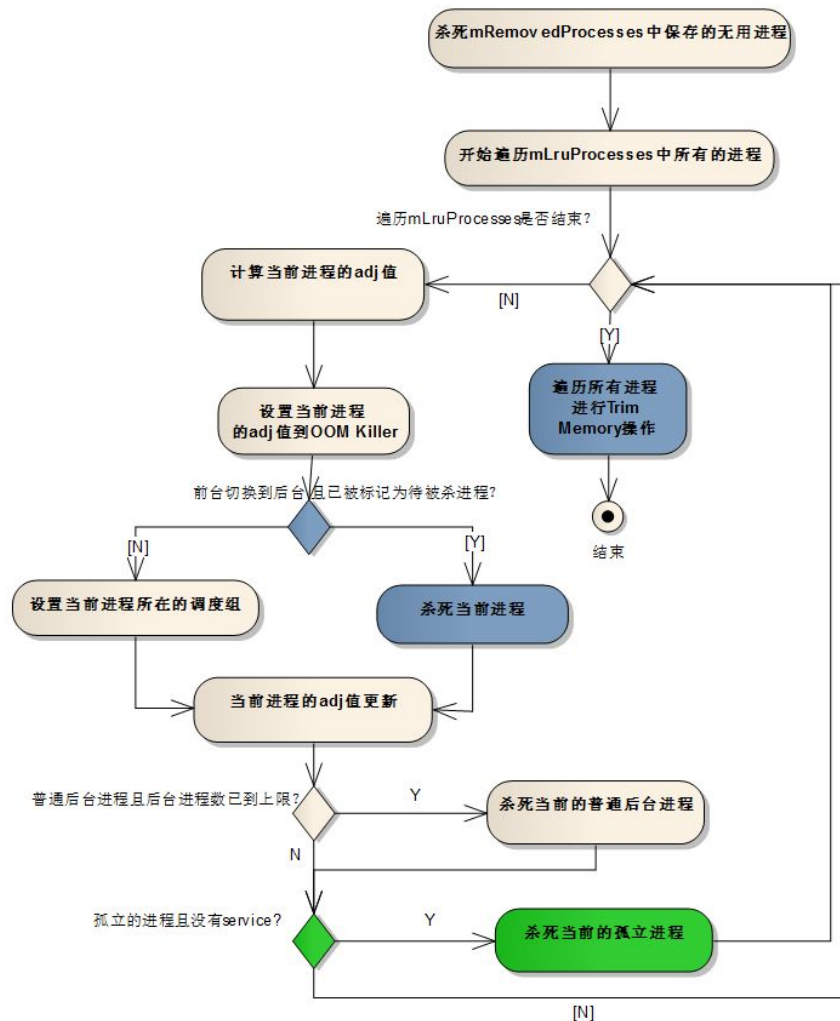 杀死mRemovedProcesses中保存的无用进程
开始遍历mLruProcesses中所有的进程
遍历mLruProcesses是否结束？
计算当前进程的adj值
[N]
[Y]
遍历所有进程
进行Trim
Memory操作
设置当前进程
的adj值到OOM Killer
前台切换到后台 且已被标记为待被杀进程？
[N]
[Y]
结束
设置当前进程所在的调度组
杀死当前进程
当前进程的adj值更新
普通后台进程且后台进程数已到上限？
Y
杀死当前的普通后台进程
N
孤立的进程且没有service？
Y
杀死当前的孤立进程
[N]